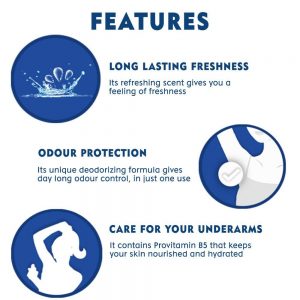 FEATURES
LONG LASTING FRESHNESS
Its refreshing scent gives you a
feeling of freshness
ODOUR PROTECTION
Its unique deodorizing formula gives
day long odour control, in just one use
CARE FOR YOUR UNDERARMS
It contains Provitamin B5 that keeps
your skin nourished and hydrated